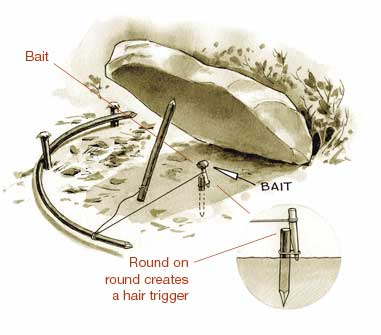 Bait
BAIT
Round on
round creates
a hair trigger